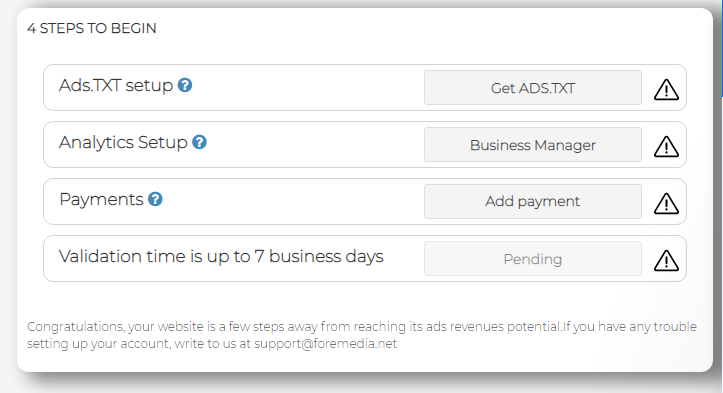 4 STEPS TO BEGIN
Ads.TXT setup ?
Get ADS.TXT
Analytics Setup ?
Business Manager
Payments ?
Add payment
Validation time is up to 7 business days
Pending
Congratulations, your website is a few steps away from reaching its ads revenues potential.If you have any trouble
setting up your account, write to us at support@foremedia.net